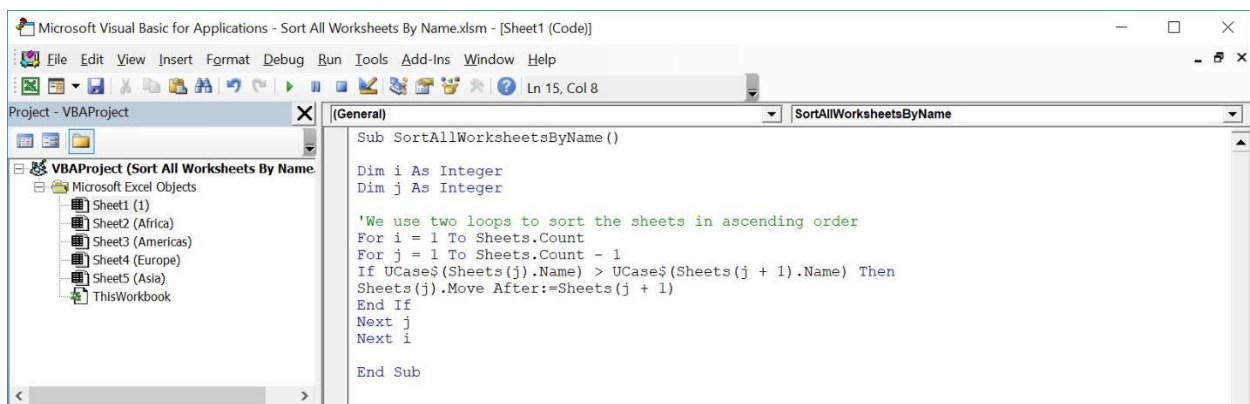 Microsoft Visual Basic for Applications - Sort All Worksheets By Name.xlsm - [Sheet1 (Code)]
File Edit View Insert Format Debug Run Tools Add-Ins Window Help
Ln 15, Col 8
Project - VBAProject
VBAProject (Sort All Worksheets By Name.
Microsoft Excel Objects
Sheet1 (1)
Sheet2 (Africa)
Sheet3 (Americas)
Sheet4 (Europe)
Sheet5 (Asia)
ThisWorkbook
(General) SortAllWorksheetsByName
Sub SortAllWorksheetsByName()
Dim i As Integer
Dim j As Integer
'We use two loops to sort the sheets in ascending order
For i = 1 To Sheets.Count
For j = 1 To Sheets.Count - 1
If UCase$(Sheets(j).Name) > UCase$(Sheets(j + 1).Name) Then
Sheets(j).Move After:=Sheets(j + 1)
End If
Next j
Next i
End Sub